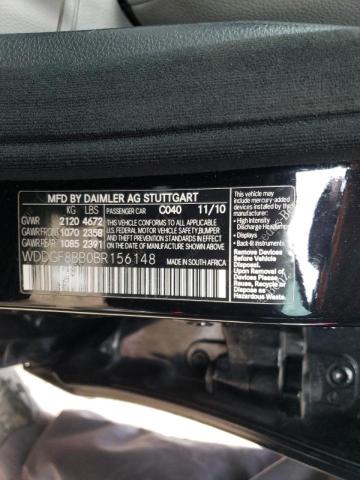 MFD BY DAIMLER AG STUTTGART
KG LBS PASSENGER CAR C040 11/10
GVWR 2120 4672 THIS VEHICLE CONFORMS TO ALL APPLICABLE
GAWR FRONT 1070 2358 U.S. FEDERAL MOTOR VEHICLE SAFETY, BUMPER,
GAWR REAR 1085 2391 AND THEFT PREVENTION STANDARDS IN EFFECT
ON THE DATE OF MANUFACTURE SHOWN ABOVE.
WDDGF8BB0BR156148
MADE IN SOUTH AFRICA
This vehicle may include
mercury-added devices
installed by the manufacturer:
• High Intensity
Discharge Headlamps
• Interior Displays
• Back-lit Instruments
Remove Devices
Before Vehicle Disposal.
Upon Removal Please
Reuse, Recycle or Dispose
as Hazardous Waste.